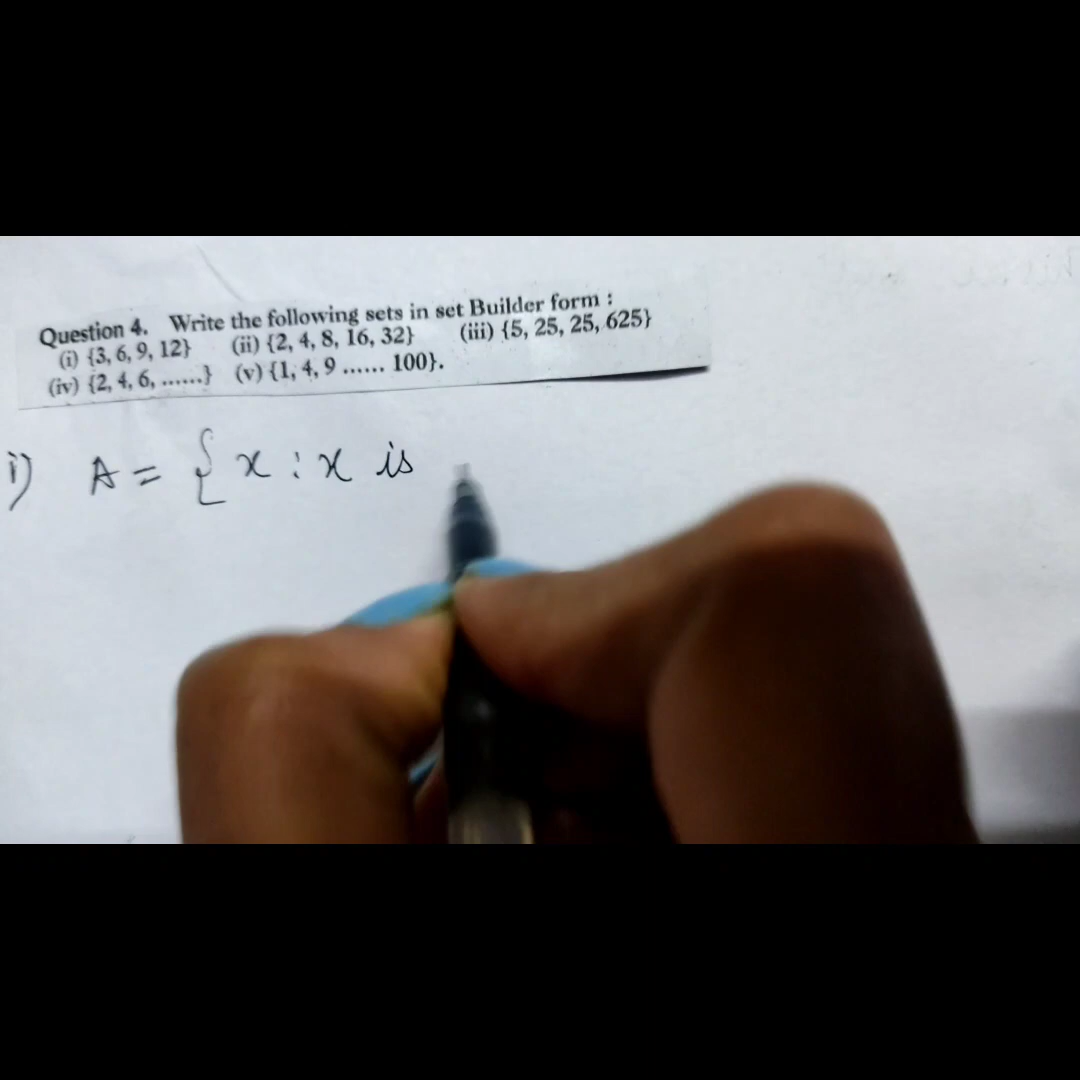 Question 4. Write the following sets in set Builder form :
(i) {3, 6, 9, 12} (ii) {2, 4, 8, 16, 32} (iii) {5, 25, 25, 625}
(iv) {2, 4, 6, ......} (v) {1, 4, 9 ...... 100}.
i) A = { x : x is